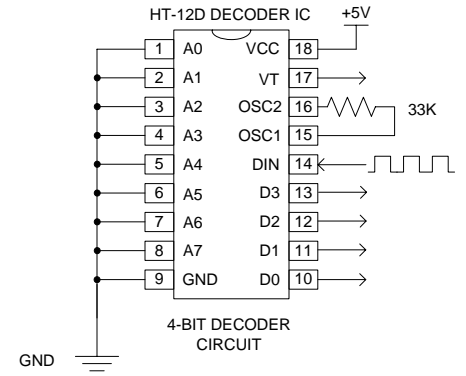 HT-12D DECODER IC
+5V
1 A0 VCC 18
2 A1 VT 17
3 A2 OSC2 16
33K
4 A3 OSC1 15
5 A4 DIN 14
6 A5 D3 13
7 A6 D2 12
8 A7 D1 11
9 GND D0 10
4-BIT DECODER
CIRCUIT
GND